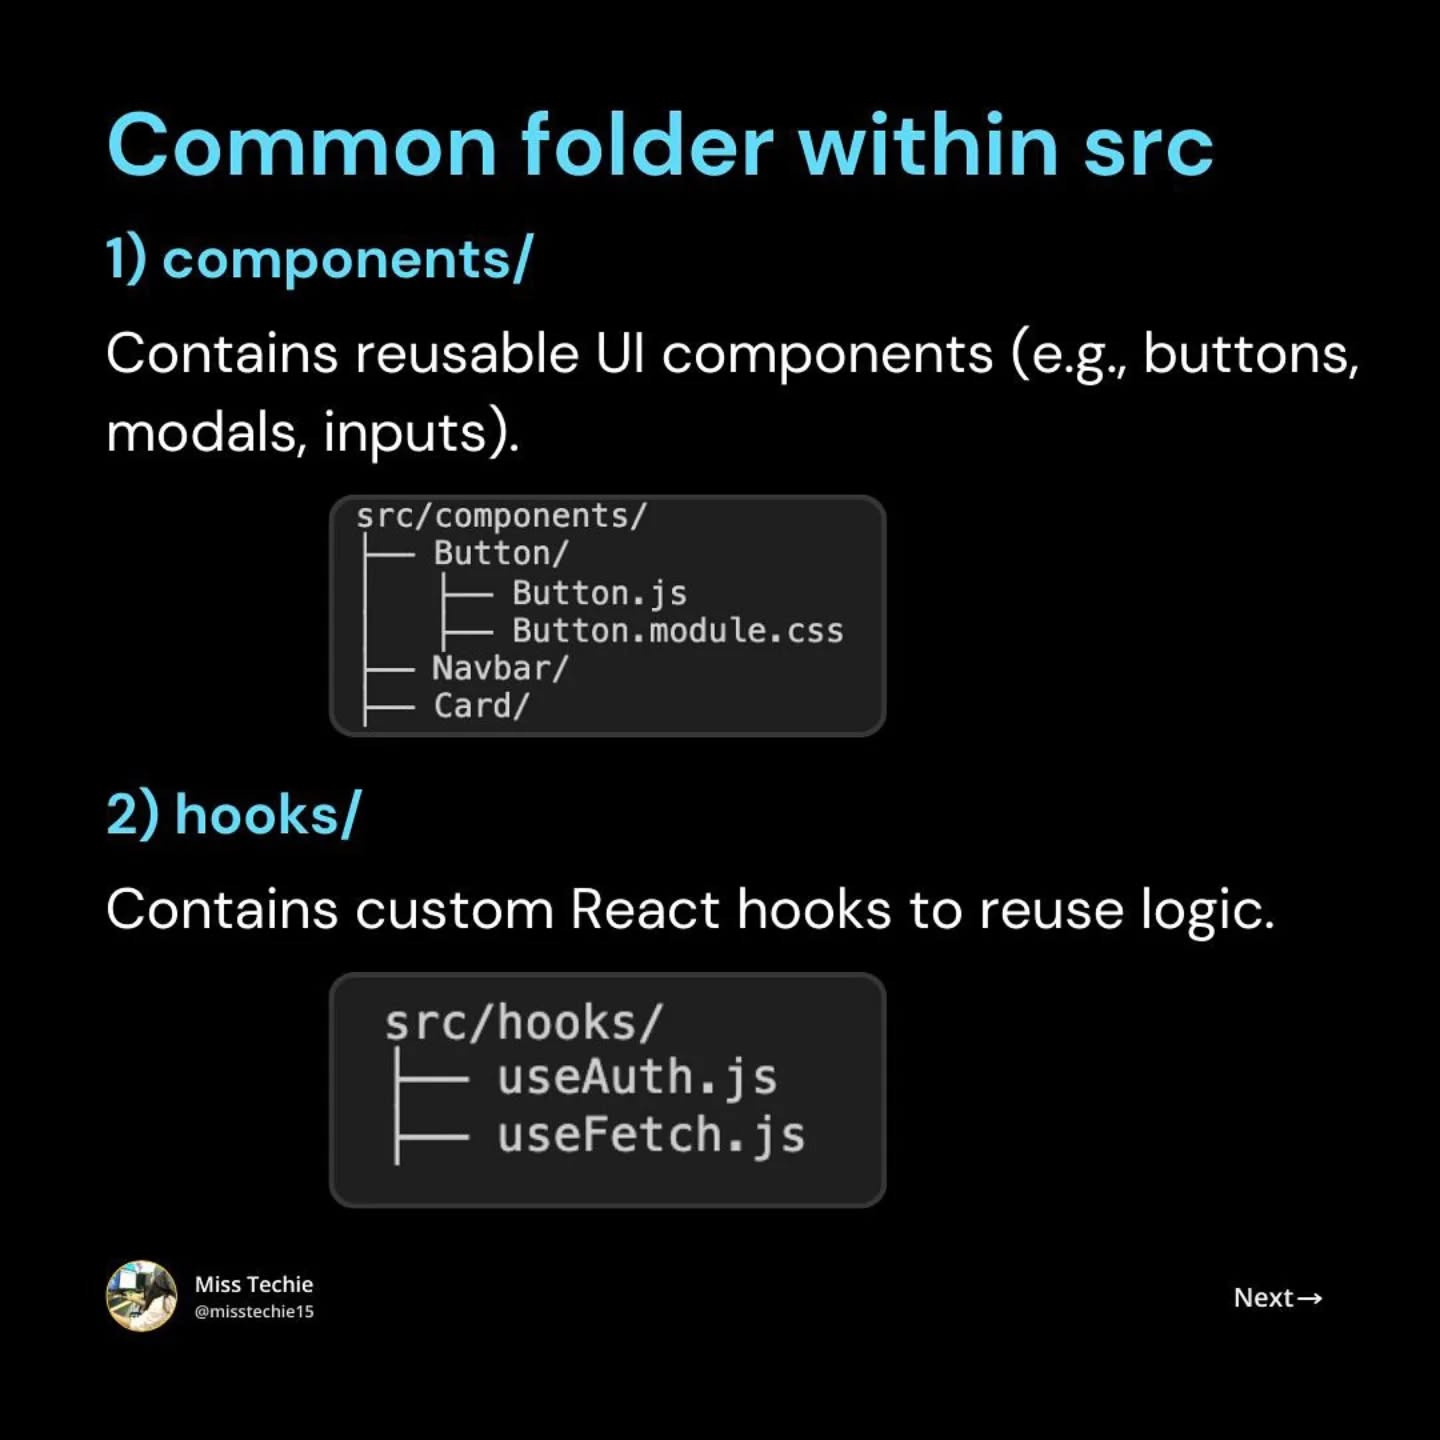 Common folder within src
1) components/
Contains reusable UI components (e.g., buttons,
modals, inputs).
src/components/
├── Button/
│   ├── Button.js
│   ├── Button.module.css
├── Navbar/
├── Card/
2) hooks/
Contains custom React hooks to reuse logic.
src/hooks/
├── useAuth.js
├── useFetch.js
Miss Techie
@misstechie15
Next→